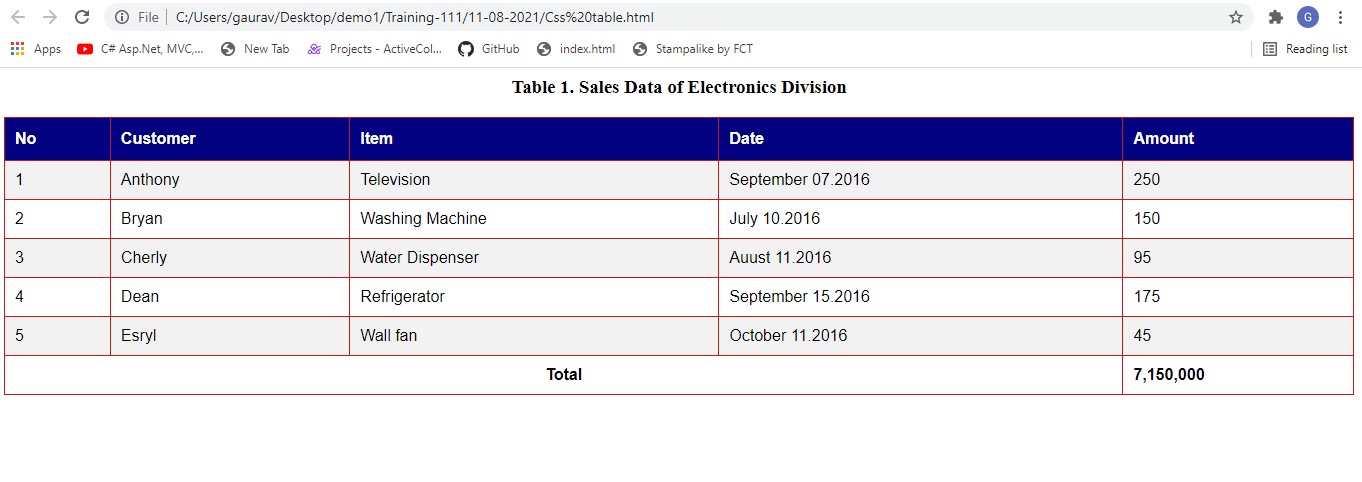 File C:/Users/gaurav/Desktop/demo1/Training-111/11-08-2021/Css%20table.html G
Apps C# Asp.Net, MVC,... New Tab Projects - ActiveCol... GitHub index.html Stampalike by FCT Reading list
Table 1. Sales Data of Electronics Division
No Customer Item Date Amount
1 Anthony Television September 07.2016 250
2 Bryan Washing Machine July 10.2016 150
3 Cherly Water Dispenser Auust 11.2016 95
4 Dean Refrigerator September 15.2016 175
5 Esryl Wall fan October 11.2016 45
Total 7,150,000